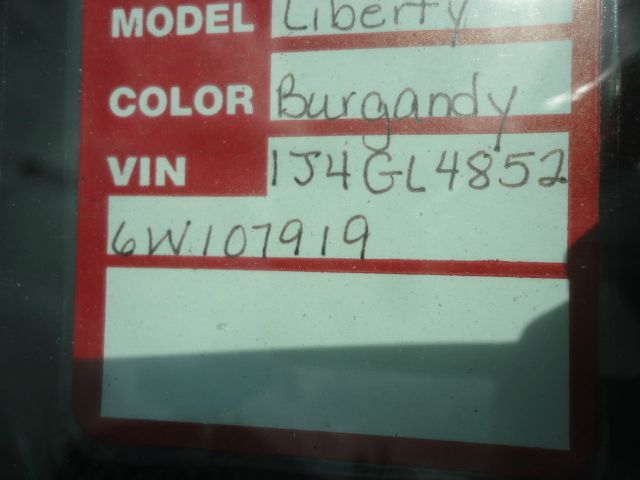 MODEL Liberty
COLOR Burgandy
VIN 1J4GL4852
6W107919